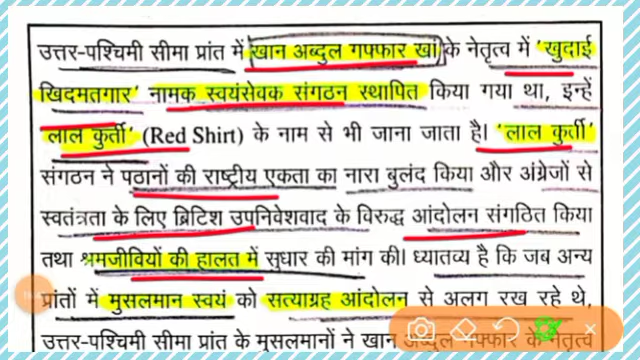 उत्तर-पश्चिमी सीमा प्रांत में खान अब्दुल गफ्फार खां के नेतृत्व में 'खुदाई
खिदमतगार' नामक स्वयंसेवक संगठन स्थापित किया गया था, इन्हें
लाल कुर्ती' (Red Shirt) के नाम से भी जाना जाता है। 'लाल कुर्ती'
संगठन ने पठानों की राष्ट्रीय एकता का नारा बुलंद किया और अंग्रेजों से
स्वतंत्रता के लिए ब्रिटिश उपनिवेशवाद के विरुद्ध आंदोलन संगठित किया
तथा श्रमजीवियों की हालत में सुधार की मांग की। ध्यातव्य है कि जब अन्य
प्रांतों में मुसलमान स्वयं को सत्याग्रह आंदोलन से अलग रख रहे थे,
उत्तर-पश्चिमी सीमा प्रांत के मुसलमानों ने खान अब्दुल गफ्फार के नेतृत्व